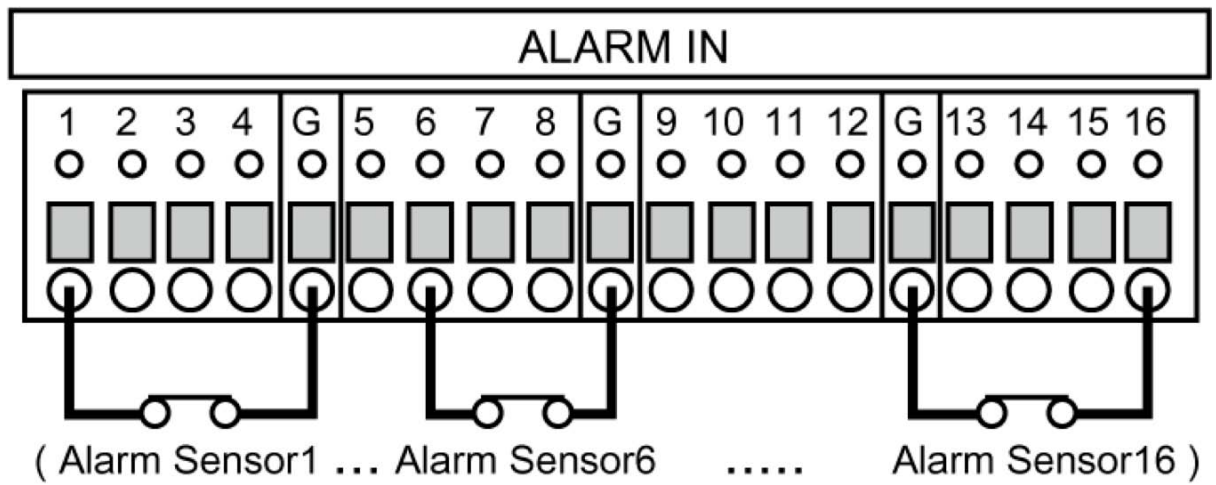 ALARM IN
1 2 3 4 G 5 6 7 8 G 9 10 11 12 G 13 14 15 16
( Alarm Sensor1 ... Alarm Sensor6 ..... Alarm Sensor16 )